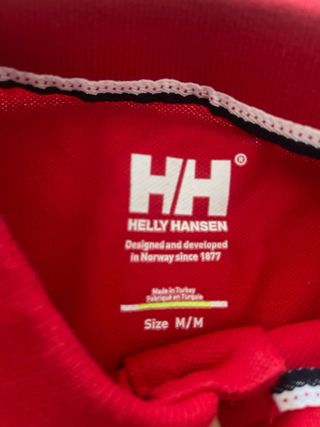 HH®
HELLY HANSEN
Designed and developed
in Norway since 1877
Made in Turkey
Fabriqué en Turquie
Size M/M